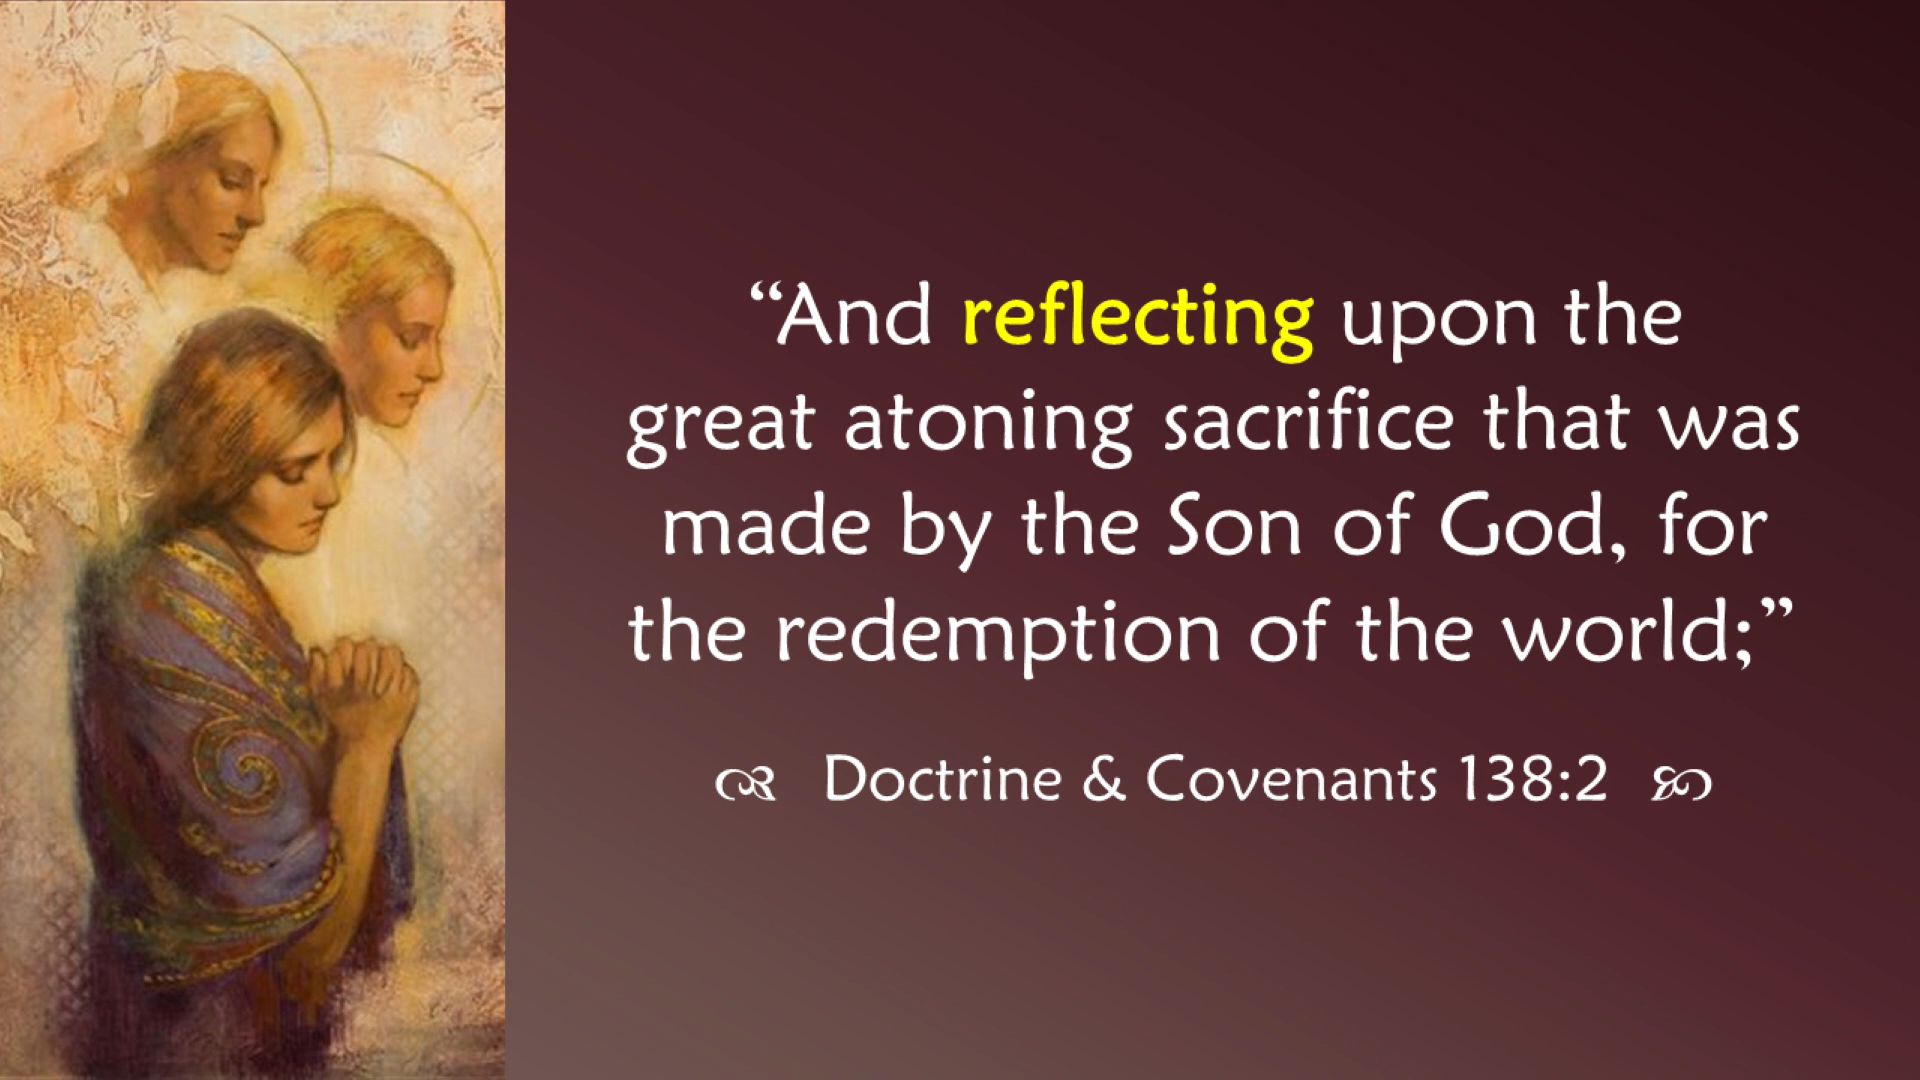 “And reflecting upon the
great atoning sacrifice that was
made by the Son of God, for
the redemption of the world;”
Doctrine & Covenants 138:2